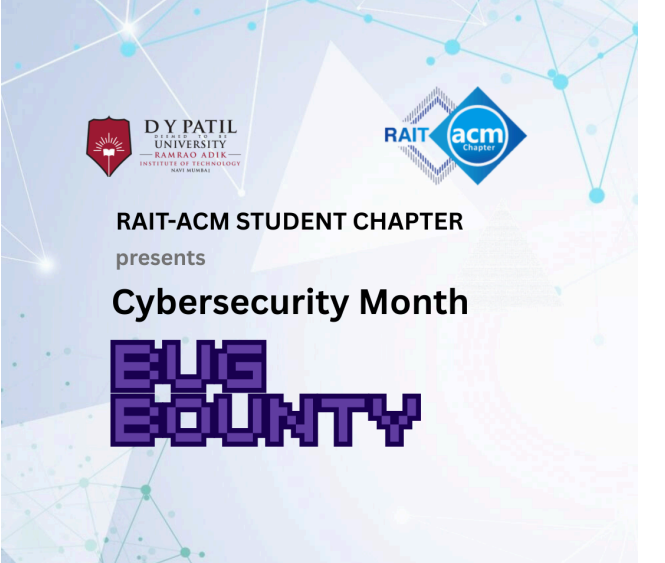 D Y PATIL
DEEMED TO BE
UNIVERSITY
RAMRAO ADIK
INSTITUTE OF TECHNOLOGY
NAVI MUMBAI
RAIT acm
Chapter
RAIT-ACM STUDENT CHAPTER
presents
Cybersecurity Month
BUG
BOUNTY